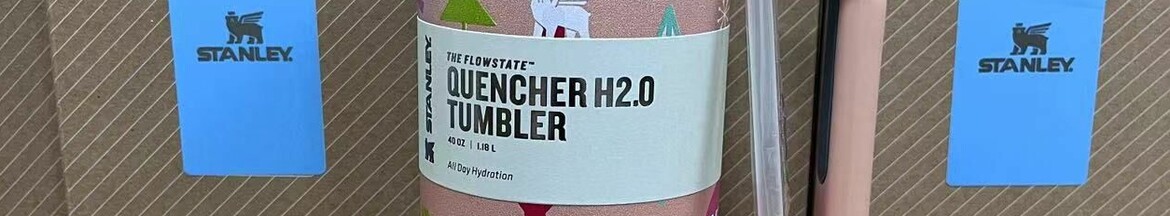 STANLEY.
STANLEY
THE FLOWSTATE™
QUENCHER H2.0
TUMBLER
40 OZ | 1.18 L
All Day Hydration
STANLEY.